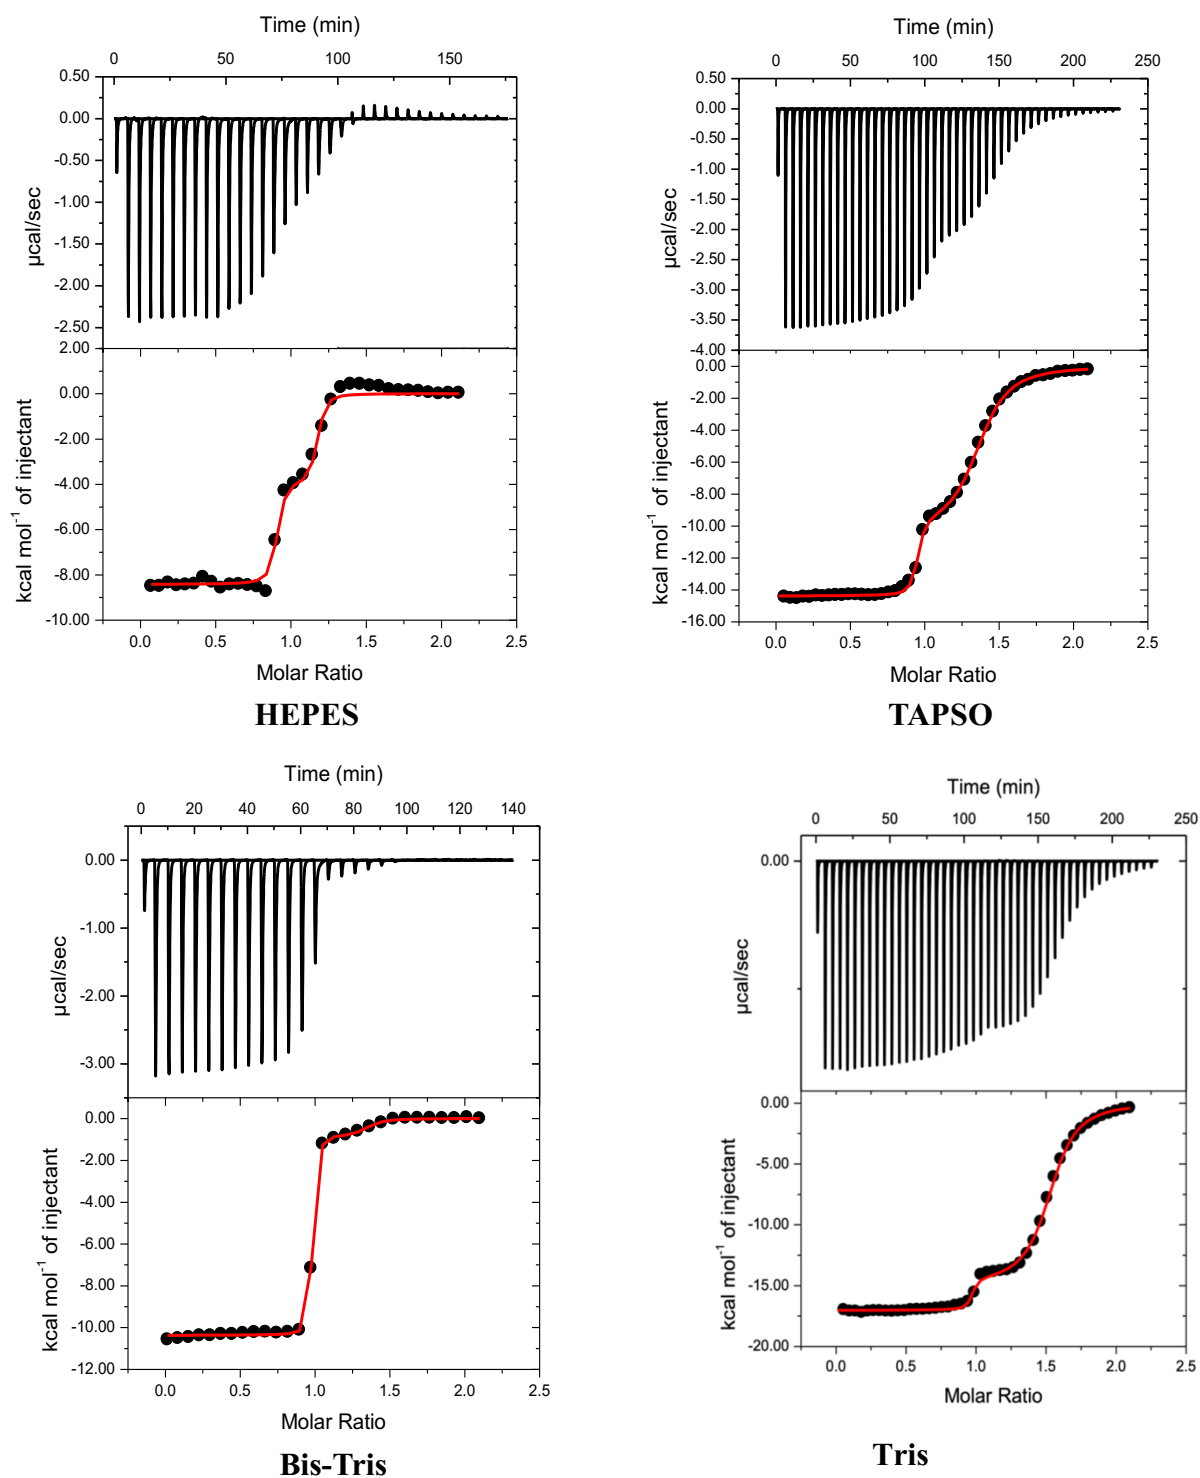 Time (min)
0 50 100 150
0.50
0.00
-0.50
-1.00
-1.50
-2.00
-2.50
µcal/sec
2.00
0.00
-2.00
-4.00
-6.00
-8.00
-10.00
kcal mol⁻¹ of injectant
0.0 0.5 1.0 1.5 2.0 2.5
Molar Ratio
HEPES
Time (min)
0 50 100 150 200 250
0.50
0.00
-0.50
-1.00
-1.50
-2.00
-2.50
-3.00
-3.50
-4.00
µcal/sec
0.00
-2.00
-4.00
-6.00
-8.00
-10.00
-12.00
-14.00
-16.00
kcal mol⁻¹ of injectant
0.0 0.5 1.0 1.5 2.0 2.5
Molar Ratio
TAPSO
Time (min)
0 20 40 60 80 100 120 140
0.00
-1.00
-2.00
-3.00
µcal/sec
0.00
-2.00
-4.00
-6.00
-8.00
-10.00
-12.00
kcal mol⁻¹ of injectant
0.0 0.5 1.0 1.5 2.0 2.5
Molar Ratio
Bis-Tris
Time (min)
0 50 100 150 200 250
0.00
µcal/sec
0.00
-5.00
-10.00
-15.00
-20.00
kcal mol⁻¹ of injectant
0.0 0.5 1.0 1.5 2.0 2.5
Molar Ratio
Tris